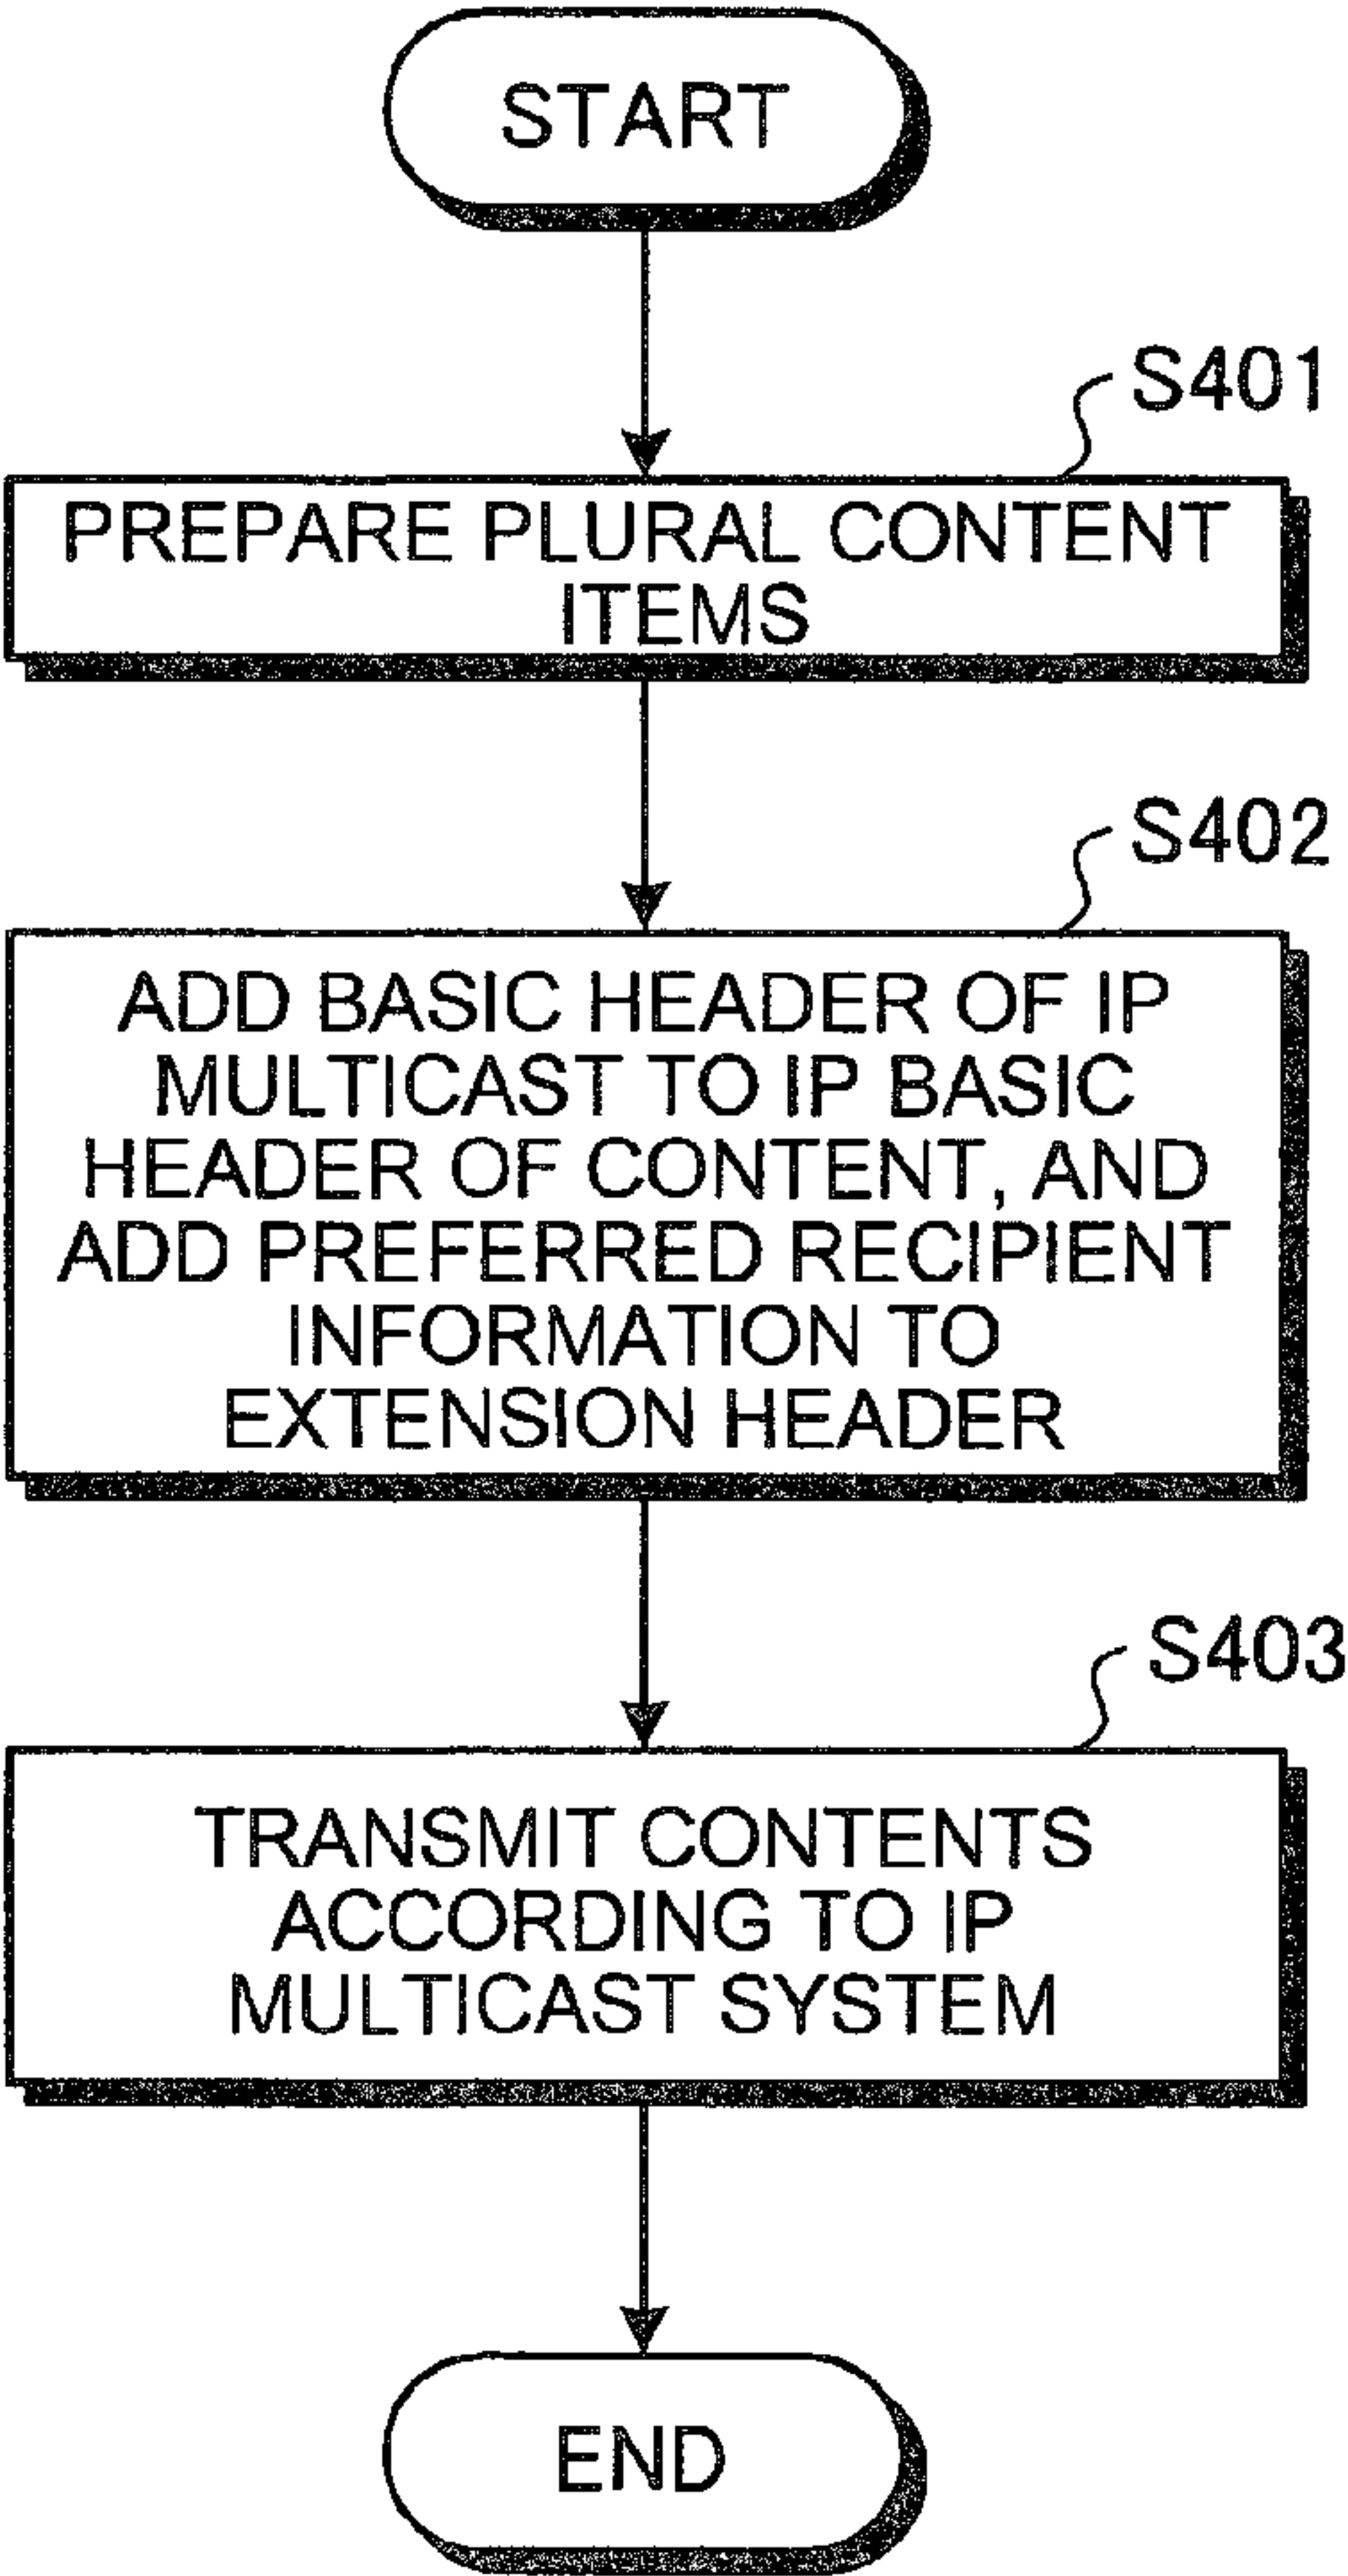 START
S401
PREPARE PLURAL CONTENT
ITEMS
S402
ADD BASIC HEADER OF IP
MULTICAST TO IP BASIC
HEADER OF CONTENT, AND
ADD PREFERRED RECIPIENT
INFORMATION TO
EXTENSION HEADER
S403
TRANSMIT CONTENTS
ACCORDING TO IP
MULTICAST SYSTEM
END